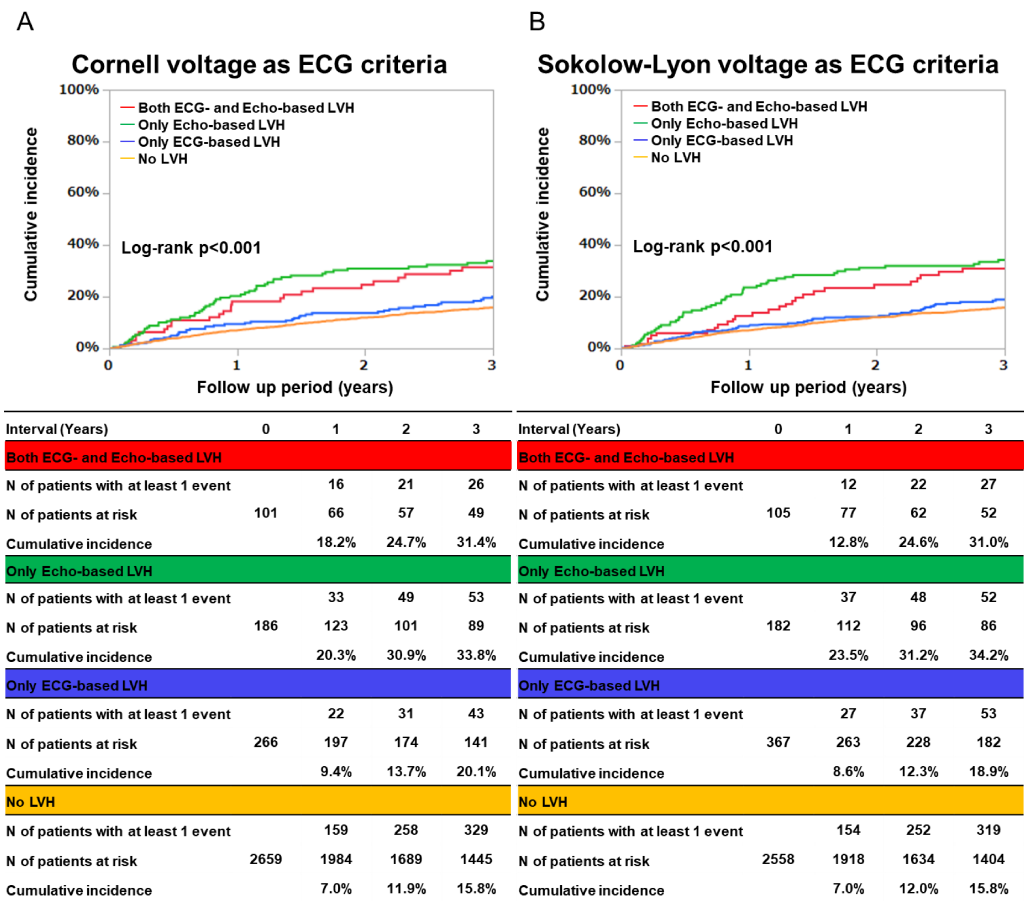 A
Cornell voltage as ECG criteria
Cumulative incidence
100%
80%
60%
40%
20%
0%
Both ECG- and Echo-based LVH
Only Echo-based LVH
Only ECG-based LVH
No LVH
Log-rank p<0.001
0 1 2 3
Follow up period (years)
Interval (Years) 0 1 2 3
Both ECG- and Echo-based LVH
N of patients with at least 1 event 16 21 26
N of patients at risk 101 66 57 49
Cumulative incidence 18.2% 24.7% 31.4%
Only Echo-based LVH
N of patients with at least 1 event 33 49 53
N of patients at risk 186 123 101 89
Cumulative incidence 20.3% 30.9% 33.8%
Only ECG-based LVH
N of patients with at least 1 event 22 31 43
N of patients at risk 266 197 174 141
Cumulative incidence 9.4% 13.7% 20.1%
No LVH
N of patients with at least 1 event 159 258 329
N of patients at risk 2659 1984 1689 1445
Cumulative incidence 7.0% 11.9% 15.8%
B
Sokolow-Lyon voltage as ECG criteria
Cumulative incidence
100%
80%
60%
40%
20%
0%
Both ECG- and Echo-based LVH
Only Echo-based LVH
Only ECG-based LVH
No LVH
Log-rank p<0.001
0 1 2 3
Follow up period (years)
Interval (Years) 0 1 2 3
Both ECG- and Echo-based LVH
N of patients with at least 1 event 12 22 27
N of patients at risk 105 77 62 52
Cumulative incidence 12.8% 24.6% 31.0%
Only Echo-based LVH
N of patients with at least 1 event 37 48 52
N of patients at risk 182 112 96 86
Cumulative incidence 23.5% 31.2% 34.2%
Only ECG-based LVH
N of patients with at least 1 event 27 37 53
N of patients at risk 367 263 228 182
Cumulative incidence 8.6% 12.3% 18.9%
No LVH
N of patients with at least 1 event 154 252 319
N of patients at risk 2558 1918 1634 1404
Cumulative incidence 7.0% 12.0% 15.8%